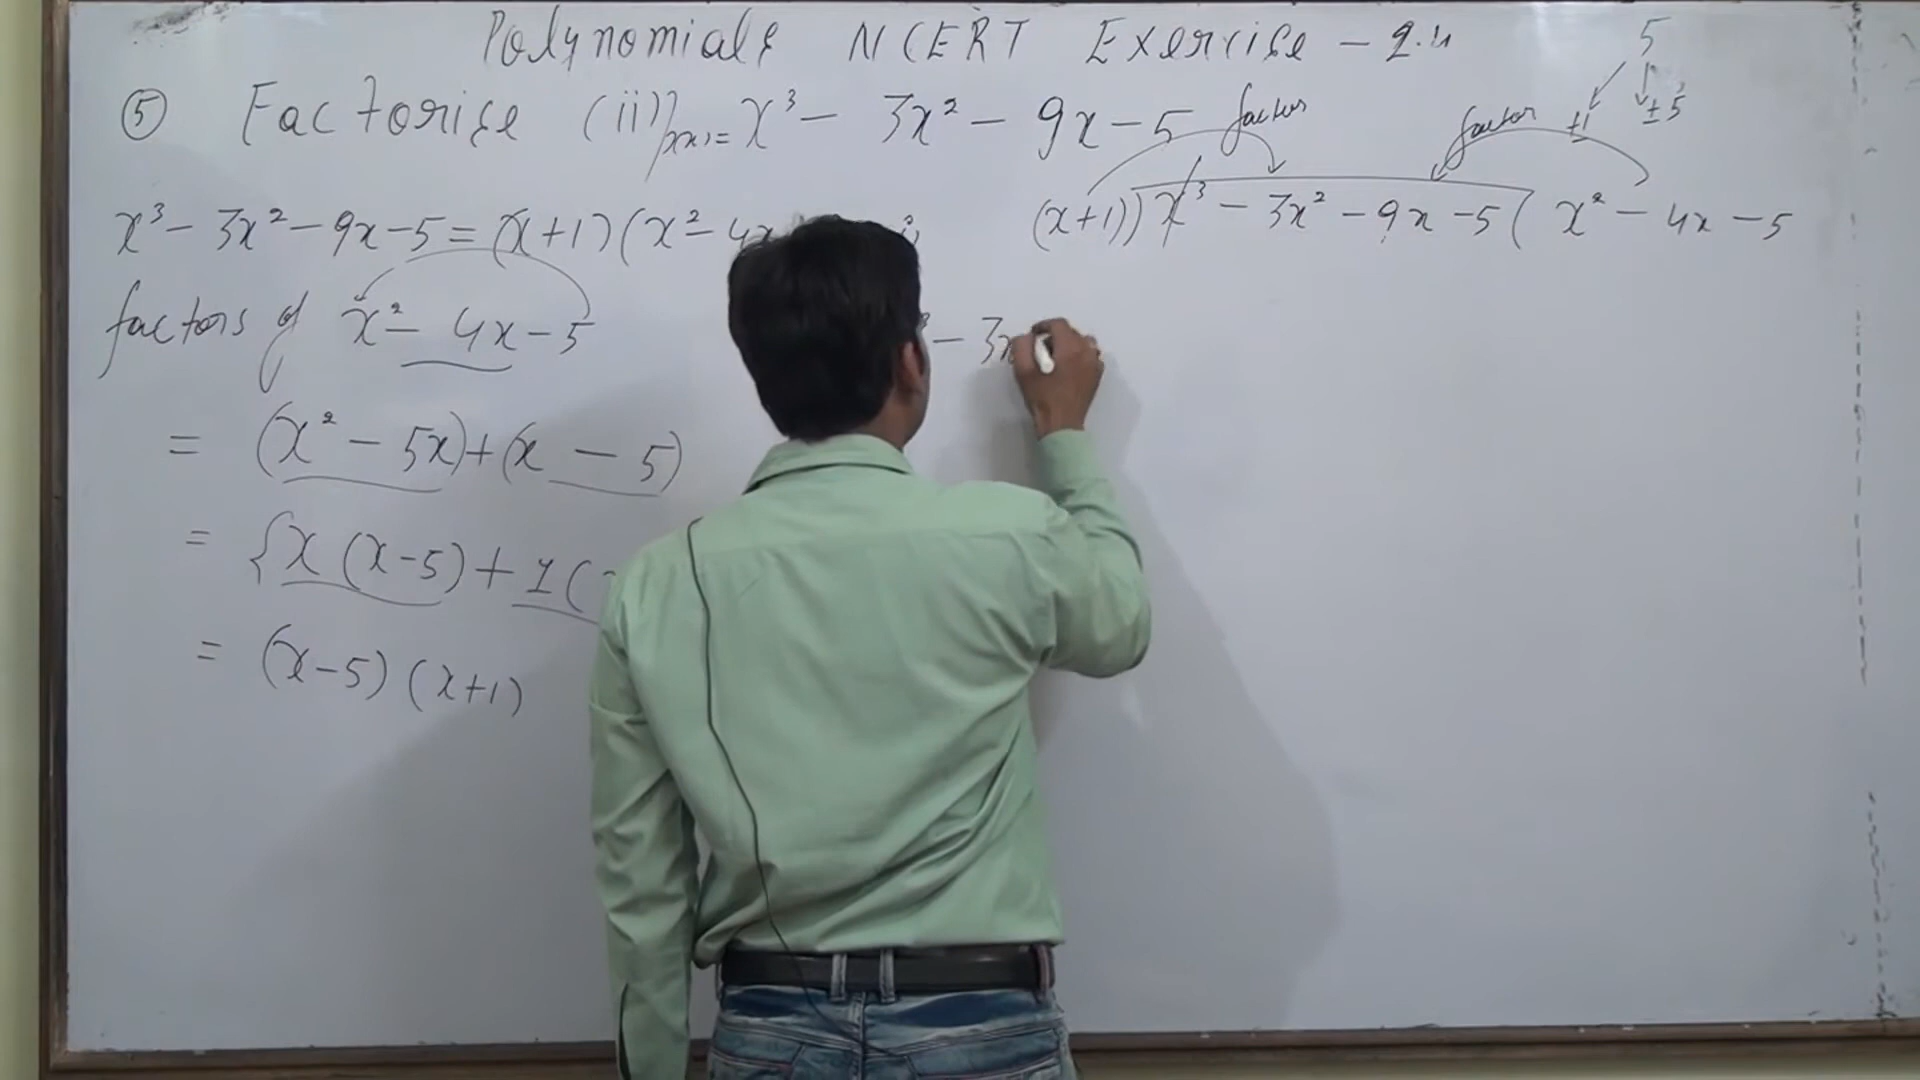 Polynomials NCERT Exercise - 2.4
5
±1 ±5
⑤ Factorise (ii) p(x) = x³ - 3x² - 9x - 5
factor factor
x³ - 3x² - 9x - 5 = (x+1)(x² - 4x
(x+1)) x³ - 3x² - 9x - 5 ( x² - 4x - 5
factors of x² - 4x - 5
- 3x
= (x² - 5x) + (x - 5)
= {x (x-5) + 1(
= (x-5) (x+1)